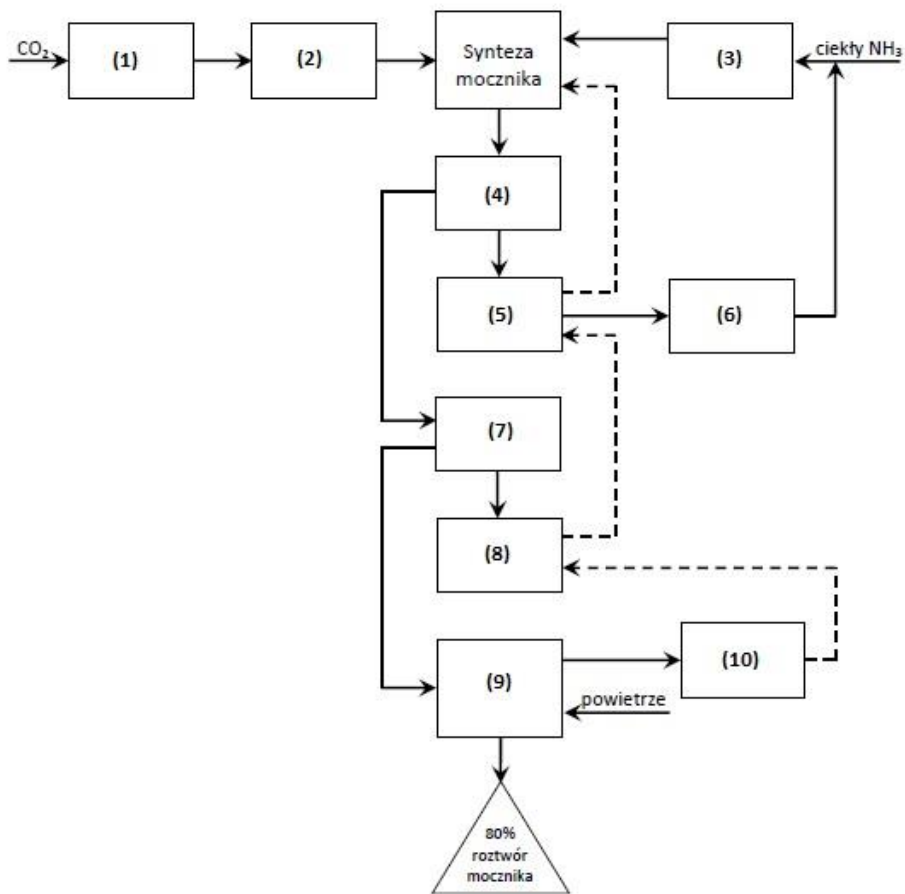 CO₂
(1)
(2)
Synteza
mocznika
(3)
ciekły NH₃
(4)
(5)
(6)
(7)
(8)
(9)
(10)
powietrze
80%
roztwór
mocznika